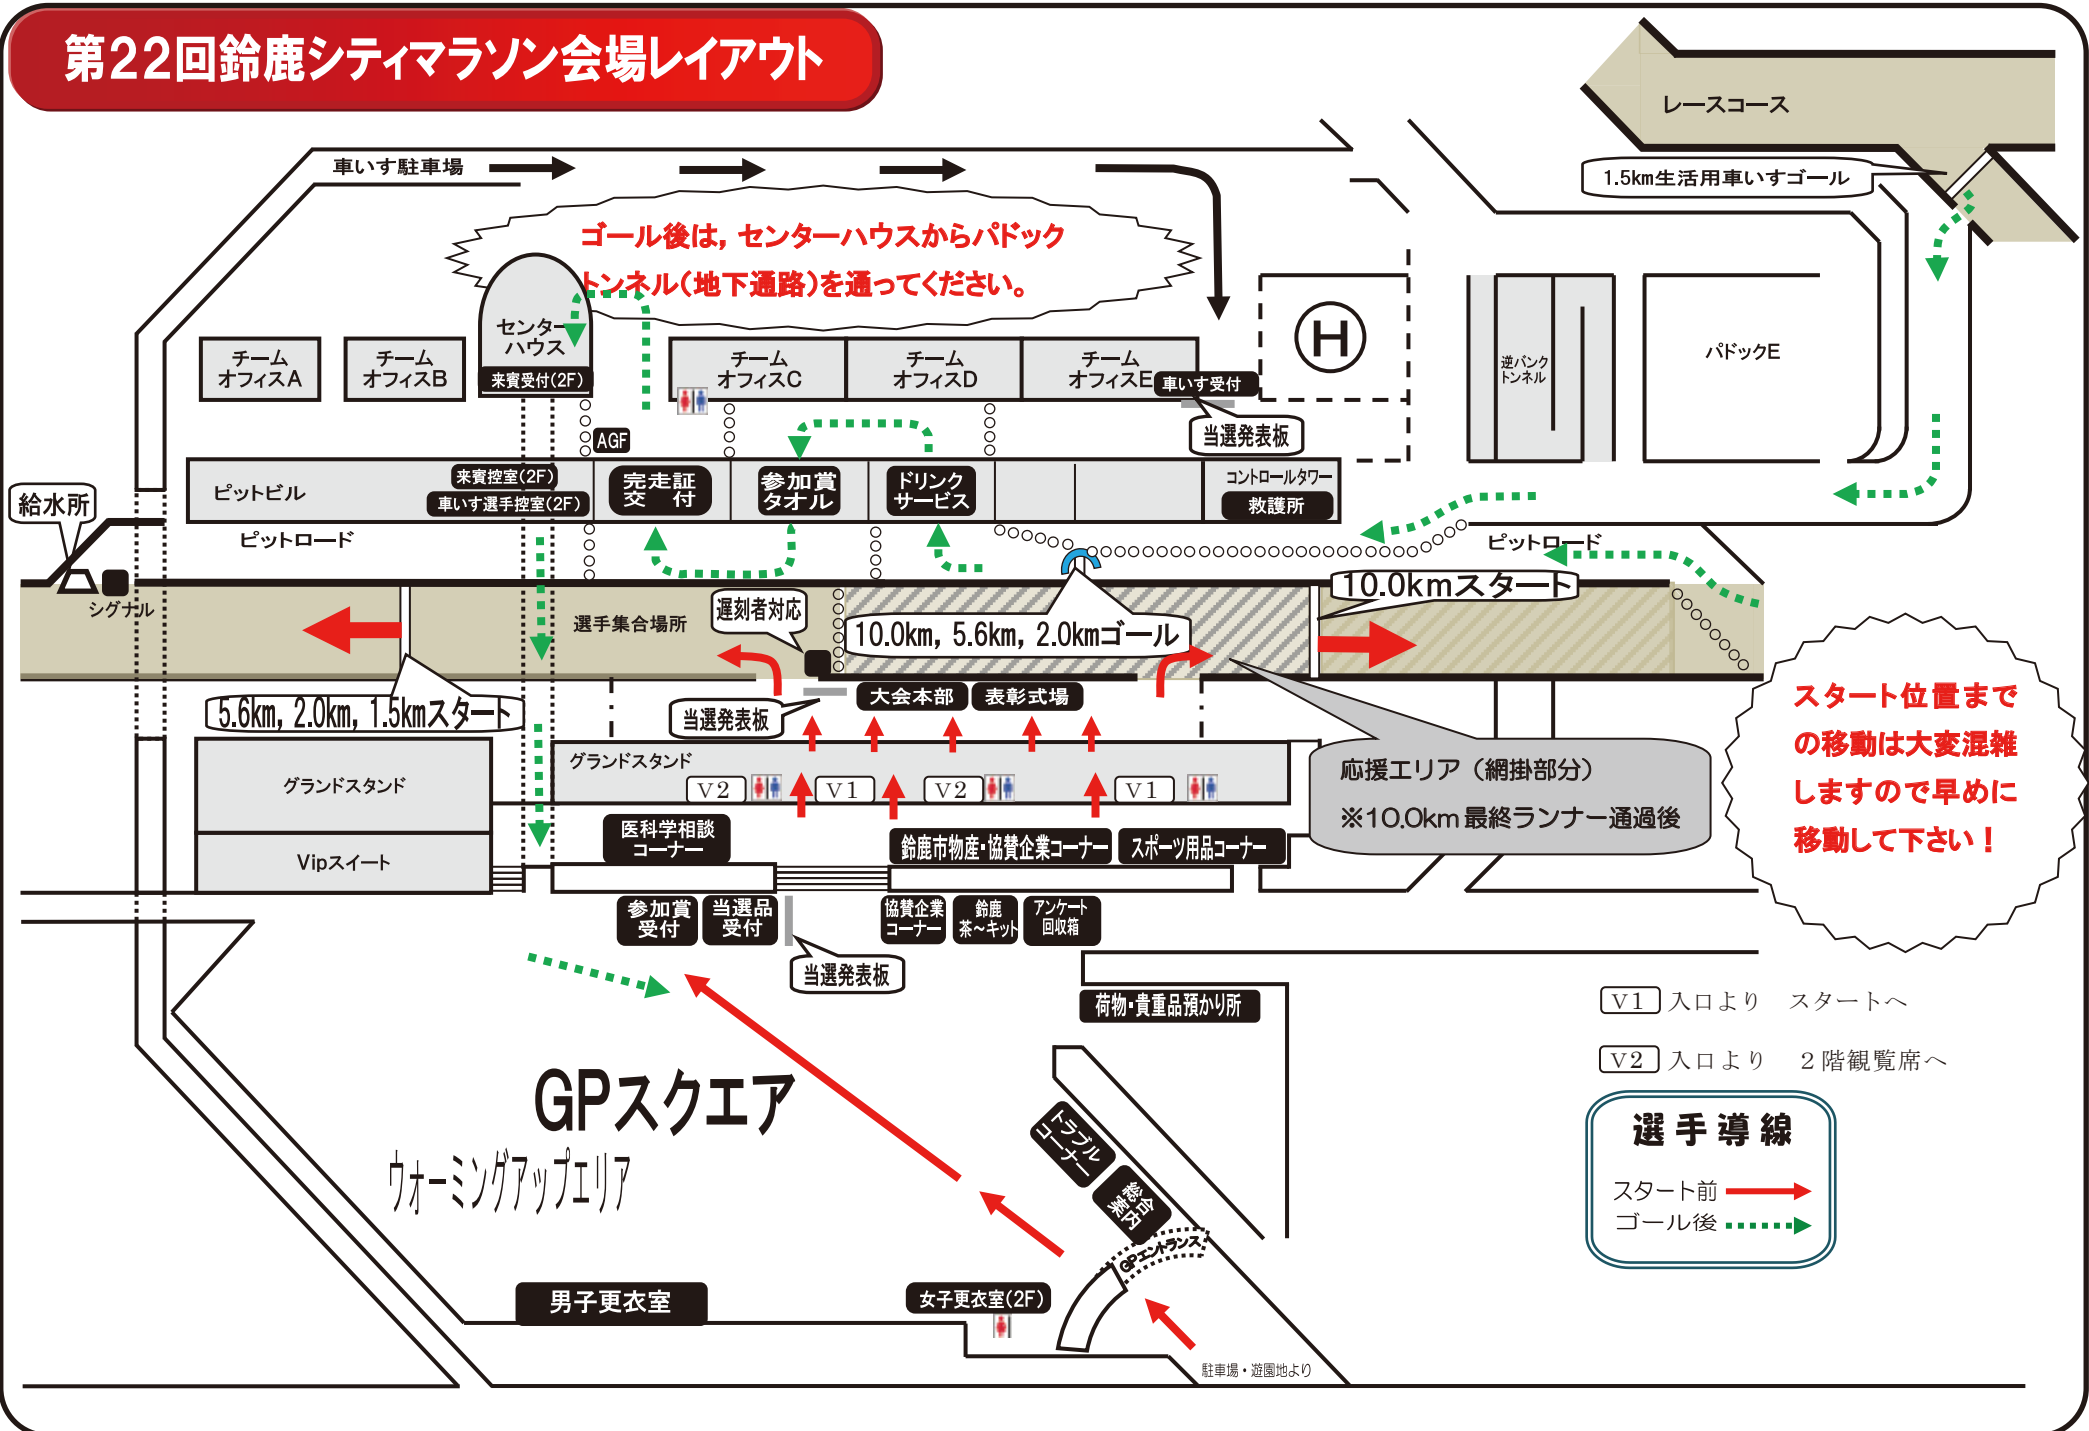 第22回鈴鹿シティマラソン会場レイアウト
レースコース
1.5km生活用車いすゴール
車いす駐車場
ゴール後は，センターハウスからパドック
トンネル（地下通路）を通ってください。
センター
ハウス
来賓受付(2F)
チーム
オフィスA
チーム
オフィスB
チーム
オフィスC
チーム
オフィスD
チーム
オフィスE
車いす受付
当選発表板
H
逆バンク
トンネル
パドックE
AGF
ピットビル
来賓控室(2F)
車いす選手控室(2F)
完走証
交　付
参加賞
タオル
ドリンク
サービス
コントロールタワー
救護所
給水所
ピットロード
ピットロード
シグナル
選手集合場所
遅刻者対応
10.0km, 5.6km, 2.0kmゴール
10.0kmスタート
5.6km, 2.0km, 1.5kmスタート
当選発表板
大会本部
表彰式場
グランドスタンド
Vipスイート
グランドスタンド
V2
V1
V2
V1
応援エリア（網掛部分）
※10.0km最終ランナー通過後
スタート位置まで
の移動は大変混雑
しますので早めに
移動して下さい！
医科学相談
コーナー
鈴鹿市物産・協賛企業コーナー
スポーツ用品コーナー
参加賞
受付
当選品
受付
当選発表板
協賛企業
コーナー
鈴鹿
茶～キット
アンケート
回収箱
荷物・貴重品預かり所
V1 入口より　スタートへ
V2 入口より　２階観覧席へ
GPスクエア
ウォーミングアップエリア
トラブル
コーナー
総合
案内
GPエントランス
男子更衣室
女子更衣室(2F)
駐車場・遊園地より
選手導線
スタート前
ゴール後